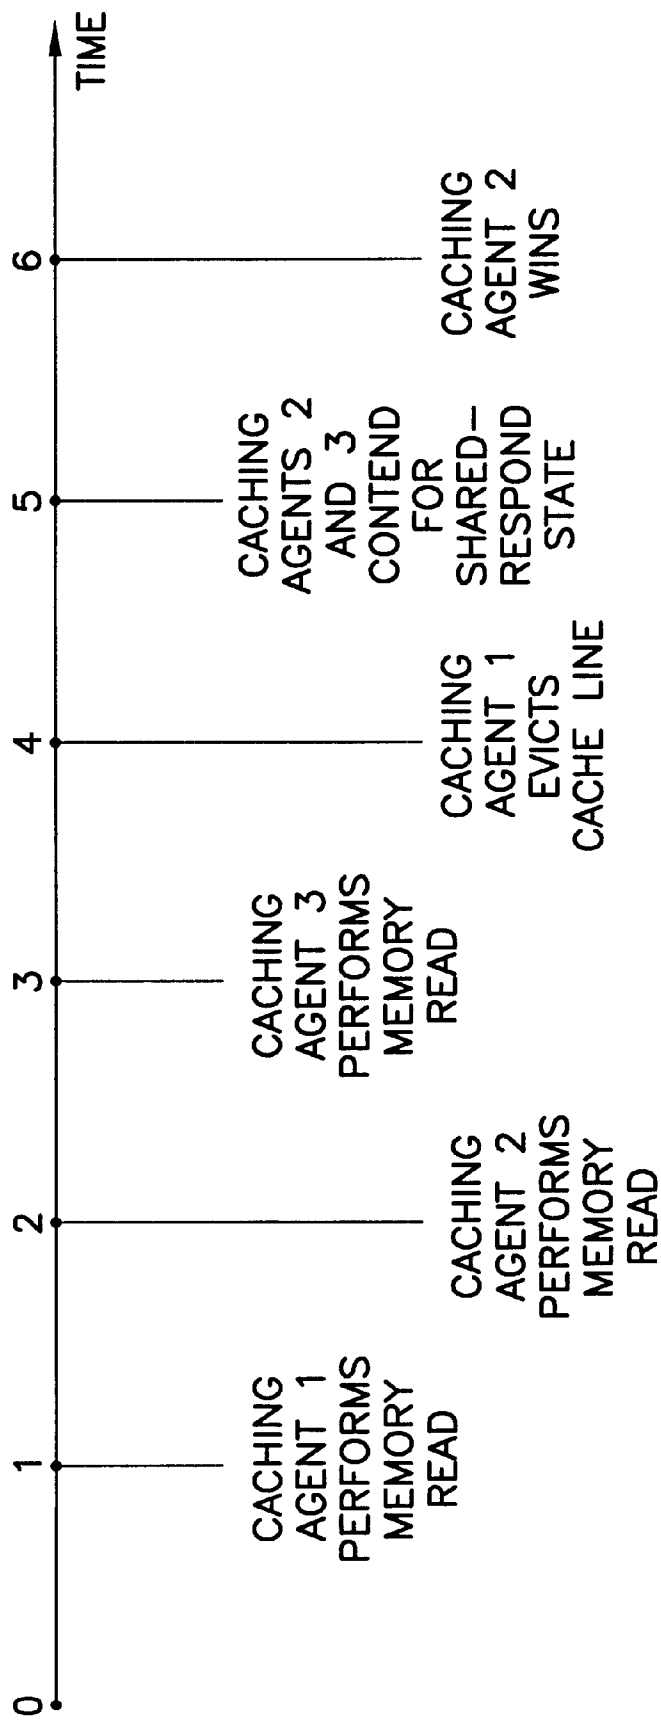 0
1
2
3
4
5
6
TIME
CACHING
AGENT 1
PERFORMS
MEMORY
READ
CACHING
AGENT 2
PERFORMS
MEMORY
READ
CACHING
AGENT 3
PERFORMS
MEMORY
READ
CACHING
AGENT 1
EVICTS
CACHE LINE
CACHING
AGENTS 2
AND 3
CONTEND
FOR
SHARED-
RESPOND
STATE
CACHING
AGENT 2
WINS